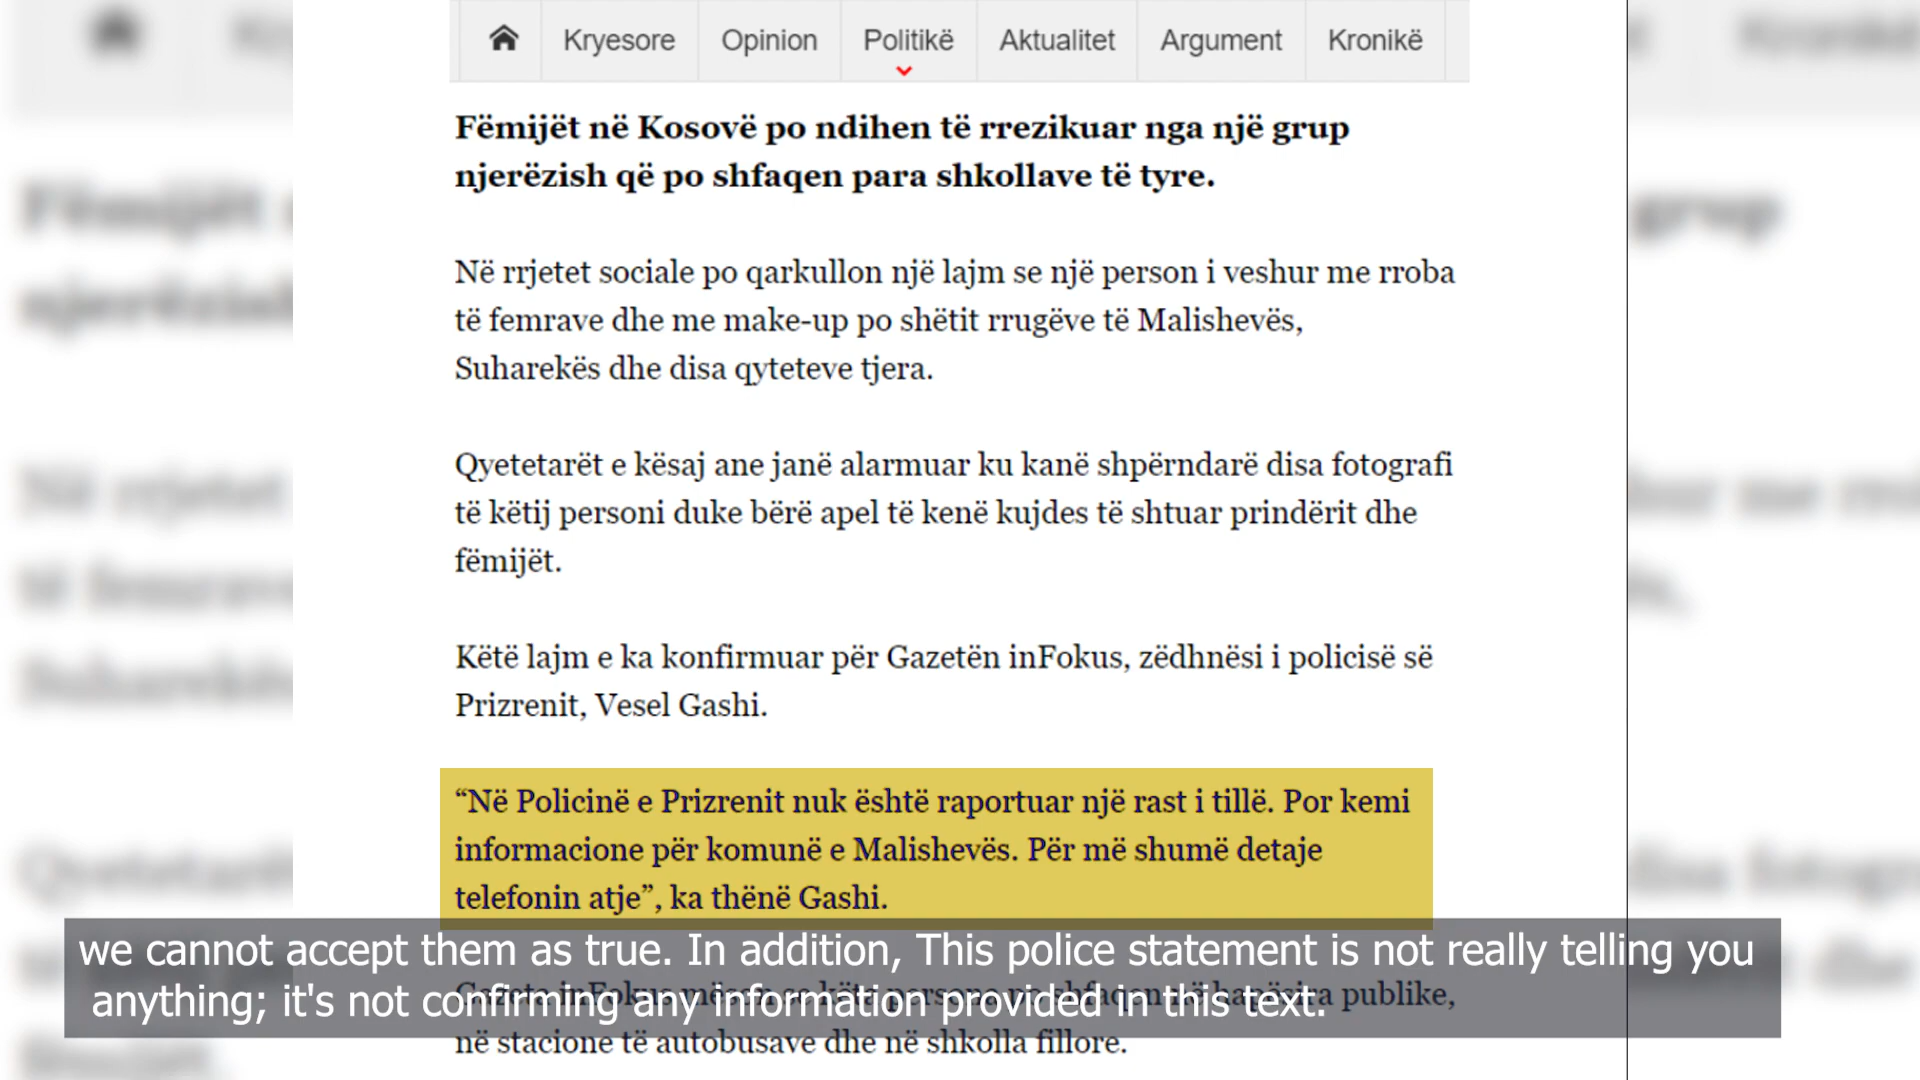 Kryesore Opinion Politikë Aktualitet Argument Kronikë
Fëmijët në Kosovë po ndihen të rrezikuar nga një grup
njerëzish që po shfaqen para shkollave të tyre.
Në rrjetet sociale po qarkullon një lajm se një person i veshur me rroba
të femrave dhe me make-up po shëtit rrugëve të Malishevës,
Suharekës dhe disa qyteteve tjera.
Qyetetarët e kësaj ane janë alarmuar ku kanë shpërndarë disa fotografi
të këtij personi duke bërë apel të kenë kujdes të shtuar prindërit dhe
fëmijët.
Këtë lajm e ka konfirmuar për Gazetën inFokus, zëdhnësi i policisë së
Prizrenit, Vesel Gashi.
“Në Policinë e Prizrenit nuk është raportuar një rast i tillë. Por kemi
informacione për komunë e Malishevës. Për më shumë detaje
telefonin atje”, ka thënë Gashi.
we cannot accept them as true. In addition, This police statement is not really telling you
anything; it's not confirming any information provided in this text.
publike,
në stacione të autobusave dhe në shkolla fillore.